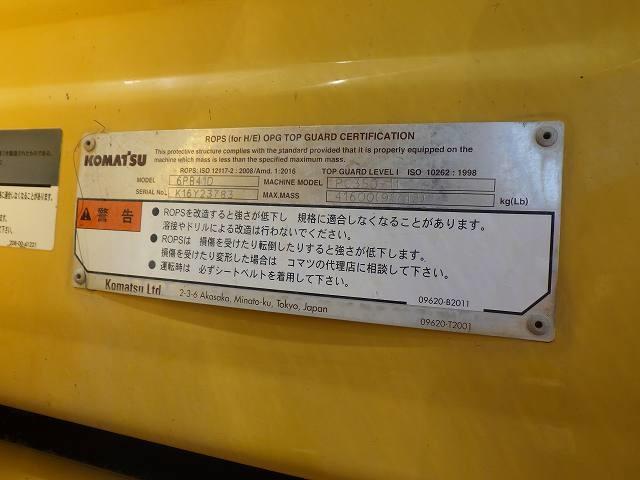 ROPS (for H/E) OPG TOP GUARD CERTIFICATION
This protective structure complies with the standard provided that it is properly equipped on the
machine which mass is less than the specified maximum mass.
KOMATSU
ROPS: ISO 12117-2 : 2008/Amd. 1:2016 TOP GUARD LEVEL I ISO 10262 : 1998
MODEL 6PB41D MACHINE MODEL PC350-11
SERIAL No. K16Y23783 MAX.MASS kg(Lb)
警告
● ROPSを改造すると強さが低下し 規格に適合しなくなることがあります。
溶接やドリルによる改造は行わないでください。
● ROPSは 損傷を受けたり転倒したりすると強さが低下します。
損傷を受けたり変形した場合は コマツの代理店に相談して下さい。
● 運転時は 必ずシートベルトを着用して下さい。
09620-B2011
Komatsu Ltd.
2-3-6 Akasaka, Minato-ku, Tokyo, Japan
09620-T2001